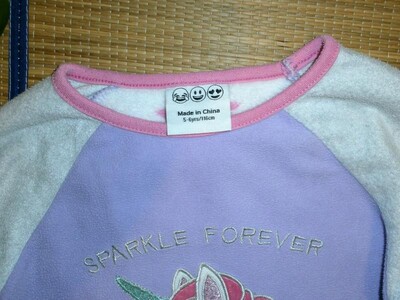 Made in China
5-6yrs/116cm
SPARKLE FOREVER